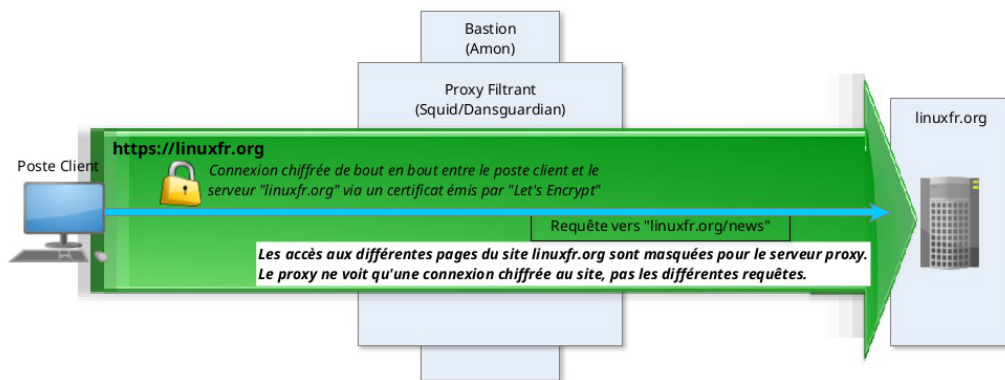 Bastion
(Amon)
Proxy Filtrant
(Squid/Dansguardian)
linuxfr.org
https://linuxfr.org
Poste Client
Connexion chiffrée de bout en bout entre le poste client et le
serveur "linuxfr.org" via un certificat émis par "Let's Encrypt"
Requête vers "linuxfr.org/news"
Les accès aux différentes pages du site linuxfr.org sont masquées pour le serveur proxy.
Le proxy ne voit qu'une connexion chiffrée au site, pas les différentes requêtes.